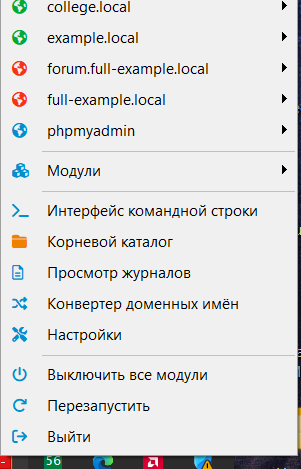 college.local
example.local
forum.full-example.local
full-example.local
phpmyadmin
Модули
Интерфейс командной строки
Корневой каталог
Просмотр журналов
Конвертер доменных имён
Настройки
Выключить все модули
Перезапустить
Выйти
56